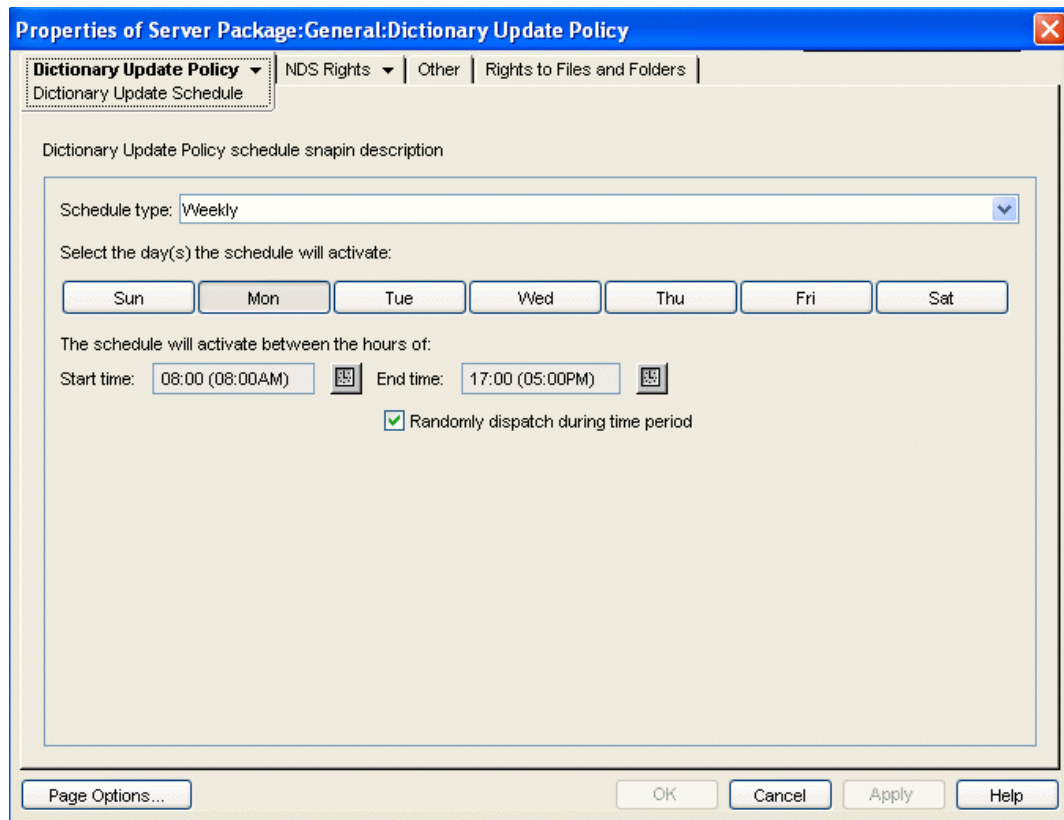 Properties of Server Package:General:Dictionary Update Policy
Dictionary Update Policy NDS Rights Other Rights to Files and Folders
Dictionary Update Schedule
Dictionary Update Policy schedule snapin description
Schedule type: Weekly
Select the day(s) the schedule will activate:
Sun Mon Tue Wed Thu Fri Sat
The schedule will activate between the hours of:
Start time: 08:00 (08:00AM) End time: 17:00 (05:00PM)
Randomly dispatch during time period
Page Options... OK Cancel Apply Help